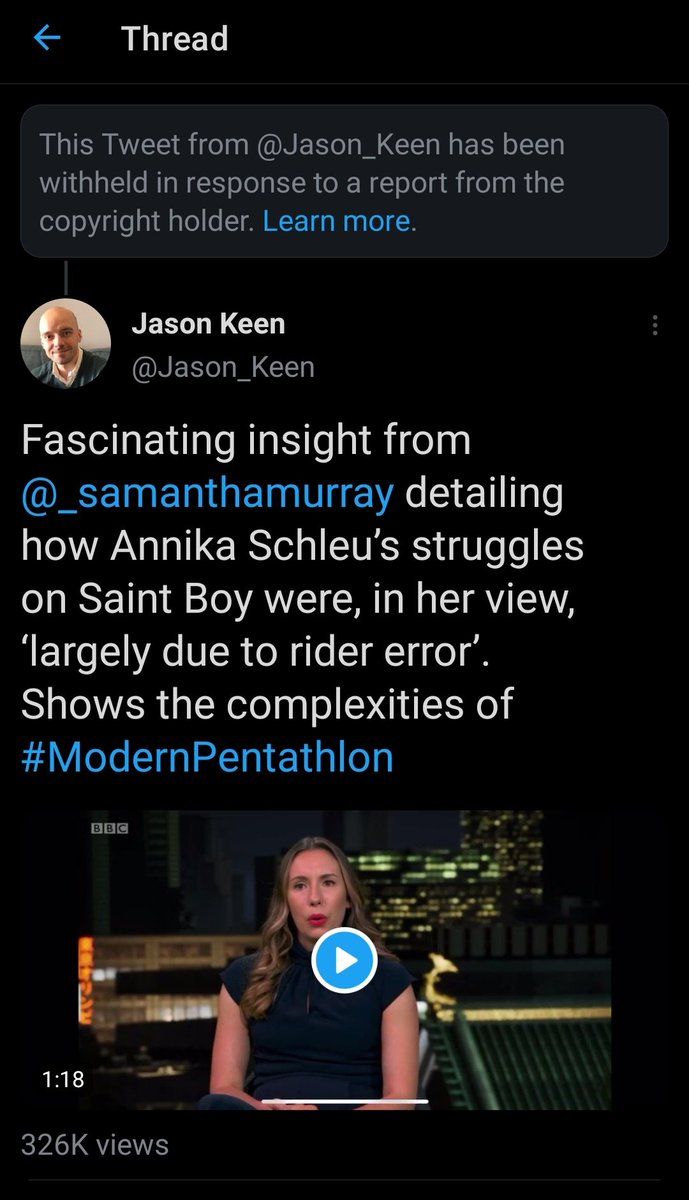 Thread
This Tweet from @Jason_Keen has been
withheld in response to a report from the
copyright holder. Learn more.
Jason Keen
@Jason_Keen
Fascinating insight from
@_samanthamurray detailing
how Annika Schleu’s struggles
on Saint Boy were, in her view,
‘largely due to rider error’.
Shows the complexities of
#ModernPentathlon
BBC
1:18
326K views